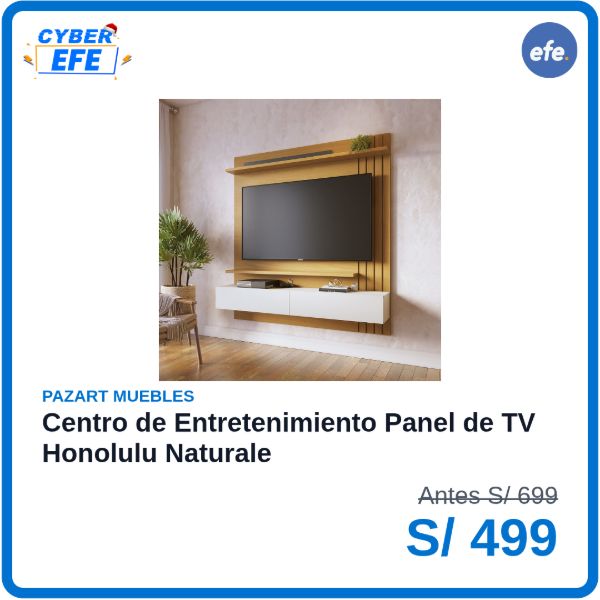 CYBER
EFE
efe.
PAZART MUEBLES
Centro de Entretenimiento Panel de TV
Honolulu Naturale
Antes S/ 699
S/ 499